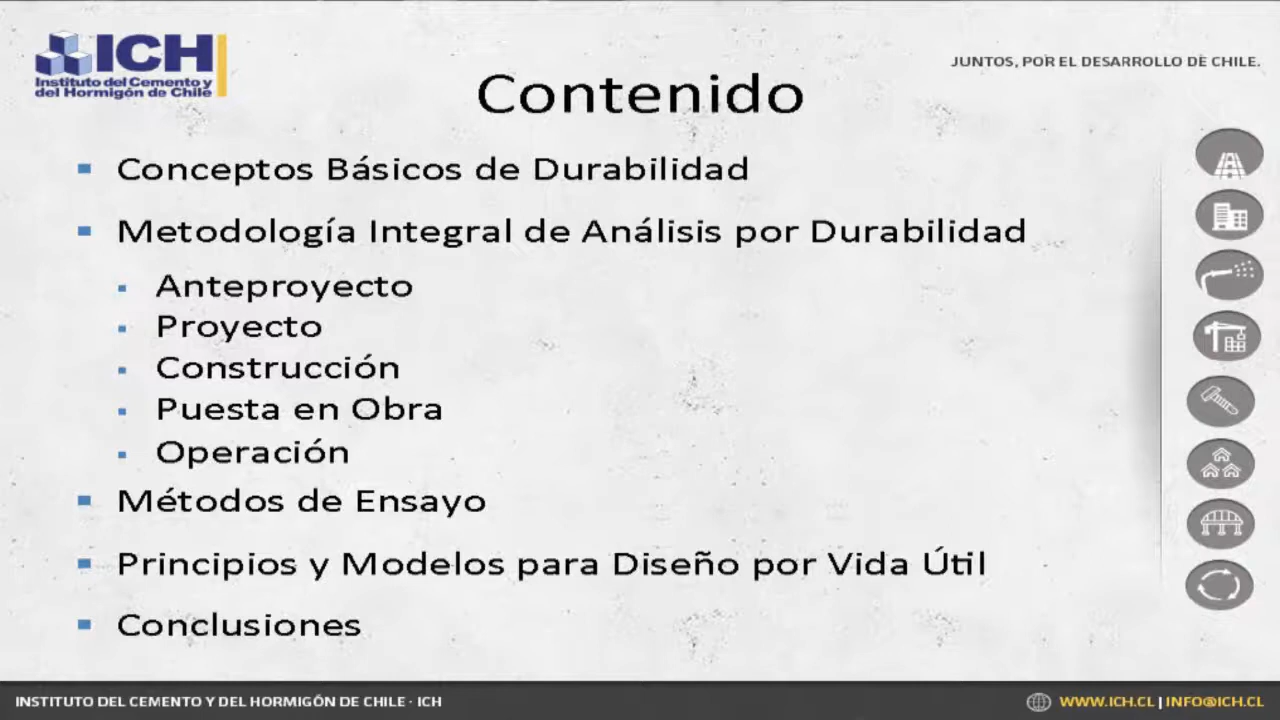 ICH
Instituto del Cemento y
del Hormigón de Chile
JUNTOS, POR EL DESARROLLO DE CHILE.
Contenido
Conceptos Básicos de Durabilidad
Metodología Integral de Análisis por Durabilidad
Anteproyecto
Proyecto
Construcción
Puesta en Obra
Operación
Métodos de Ensayo
Principios y Modelos para Diseño por Vida Útil
Conclusiones
INSTITUTO DEL CEMENTO Y DEL HORMIGÓN DE CHILE · ICH
WWW.ICH.CL | INFO@ICH.CL